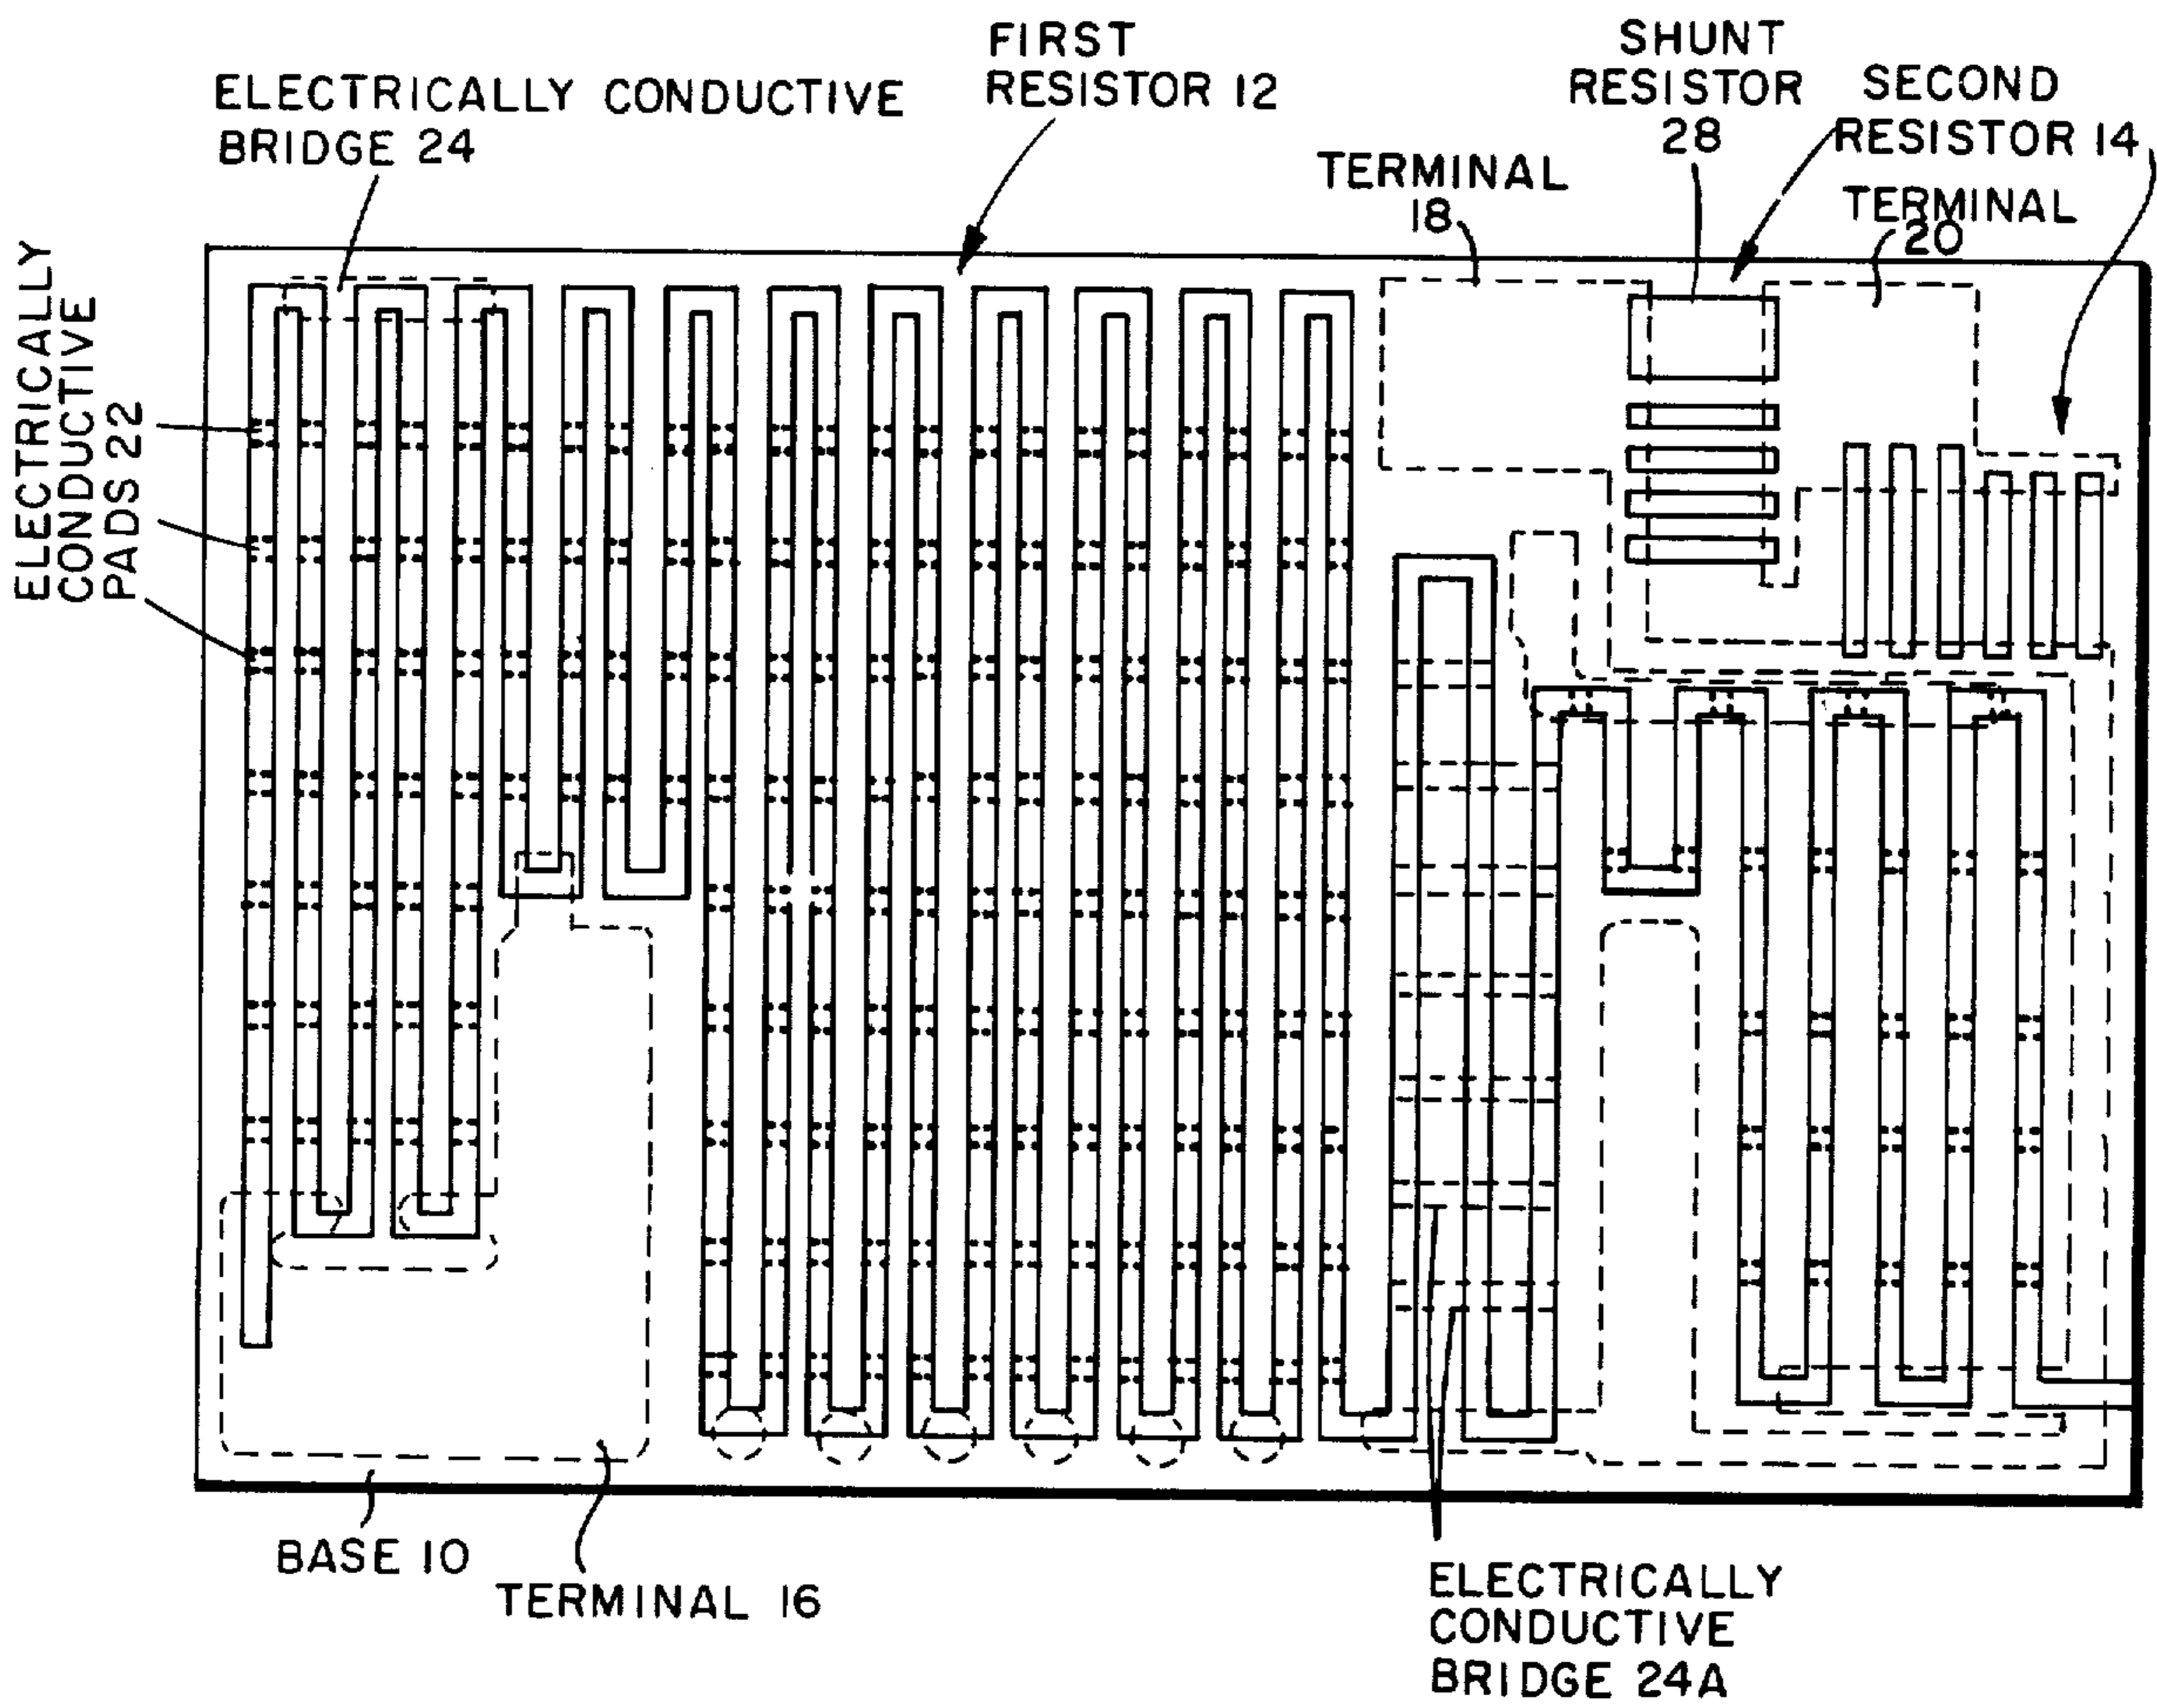 FIRST
RESISTOR 12
SHUNT
RESISTOR
28
SECOND
RESISTOR 14
ELECTRICALLY CONDUCTIVE
BRIDGE 24
TERMINAL
18
TERMINAL
20
ELECTRICALLY
CONDUCTIVE
PADS 22
BASE 10
TERMINAL 16
ELECTRICALLY
CONDUCTIVE
BRIDGE 24A